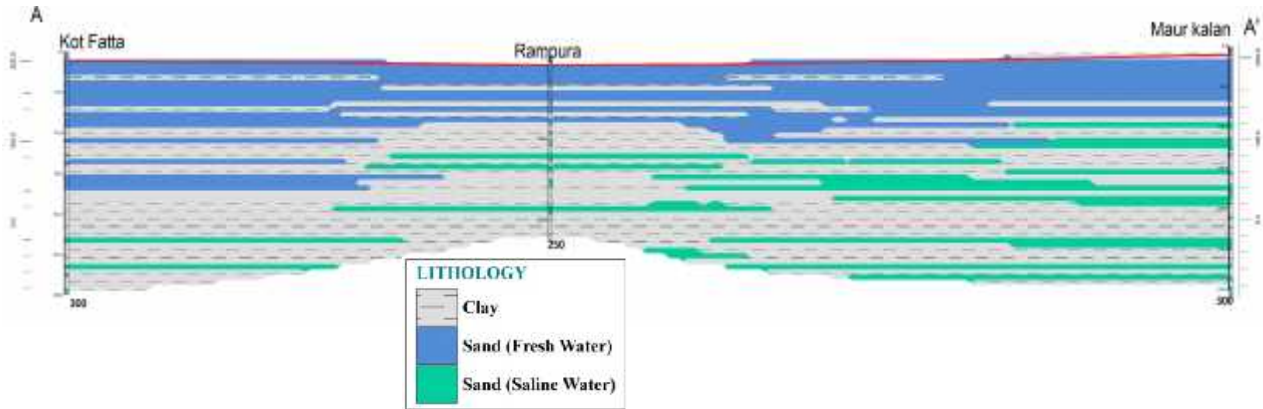 A
Kot Fatta
Rampura
Maur kalan
A'
250
300
300
LITHOLOGY
Clay
Sand (Fresh Water)
Sand (Saline Water)